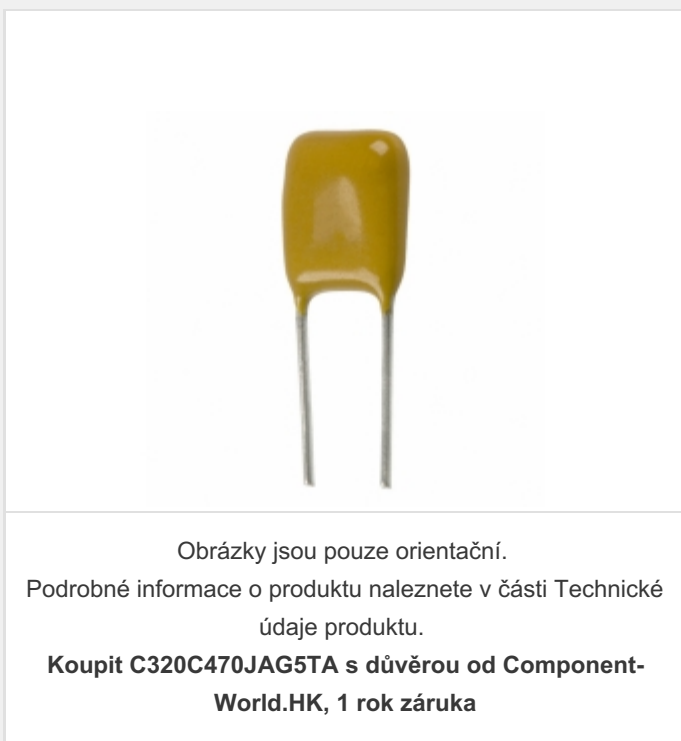 Obrázky jsou pouze orientační.
Podrobné informace o produktu naleznete v části Technické
údaje produktu.
Koupit C320C470JAG5TA s důvěrou od Component-
World.HK, 1 rok záruka